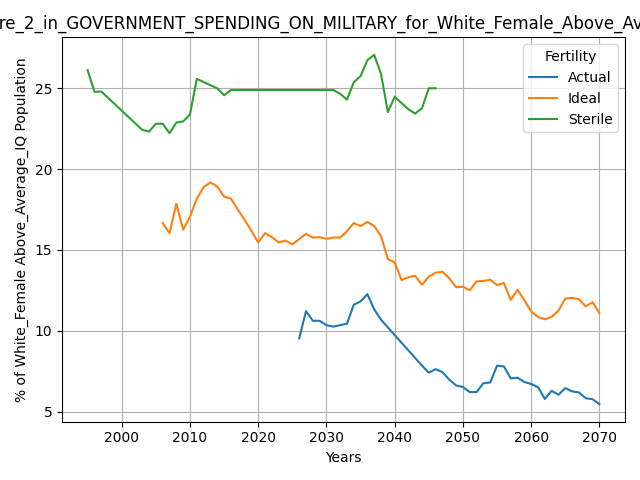 re_2_in_GOVERNMENT_SPENDING_ON_MILITARY_for_White_Female_Above_Av
% of White_Female Above_Average_IQ Population
25
20
15
10
5
Fertility
Actual
Ideal
Sterile
2000 2010 2020 2030 2040 2050 2060 2070
Years